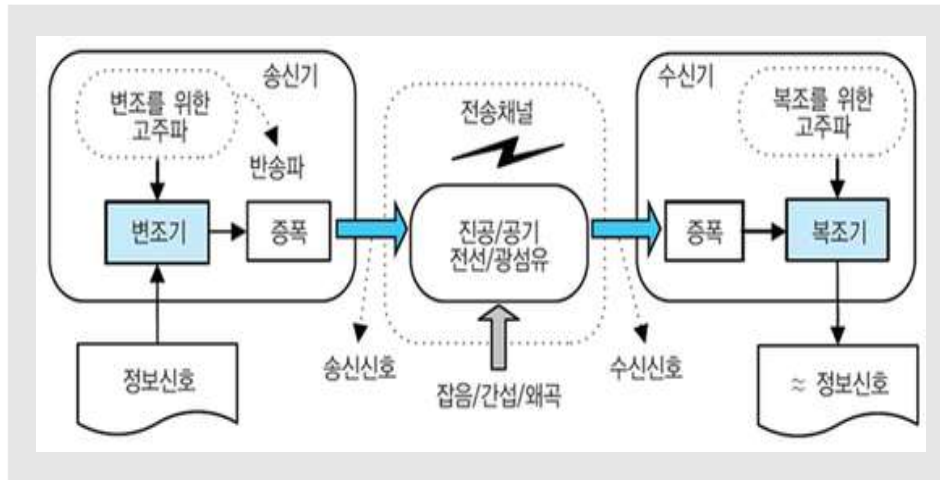 송신기
변조를 위한
고주파
반송파
변조기
증폭
정보신호
송신신호
전송채널
진공/공기
전선/광섬유
잡음/간섭/왜곡
수신신호
수신기
복조를 위한
고주파
증폭
복조기
≈ 정보신호